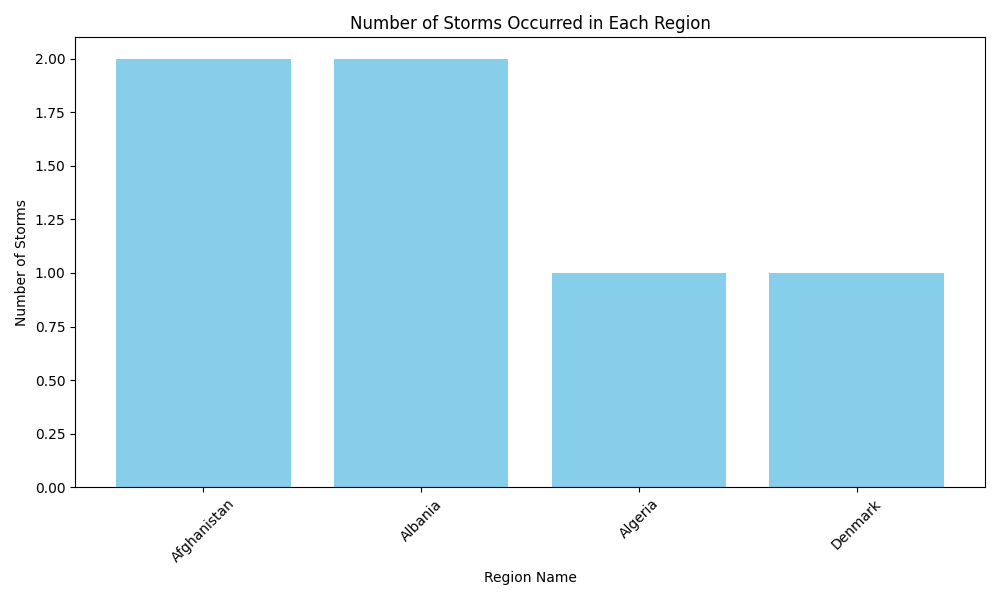 Number of Storms Occurred in Each Region
Number of Storms
2.00
1.75
1.50
1.25
1.00
0.75
0.50
0.25
0.00
Afghanistan
Albania
Algeria
Denmark
Region Name